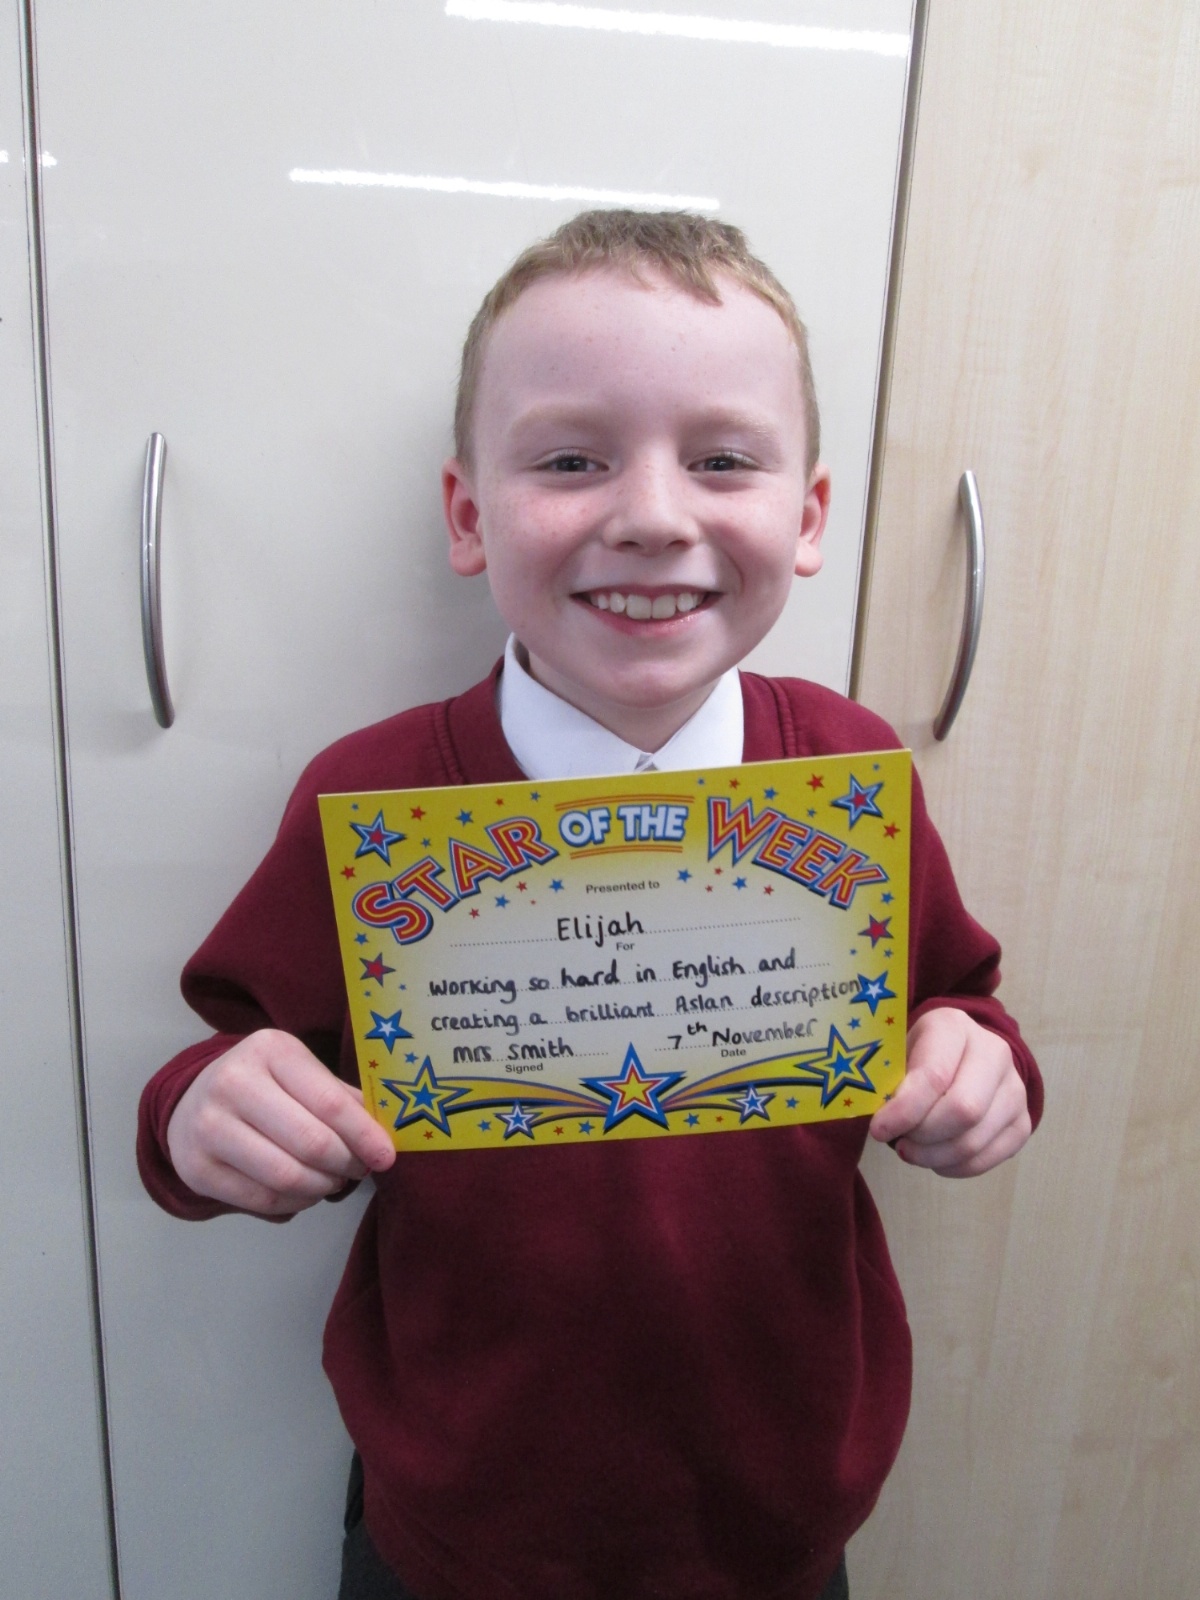 STAR OF THE WEEK
Presented to
Elijah
For
Working so hard in English and
creating a brilliant Aslan description
Mrs Smith 7th November
Signed Date